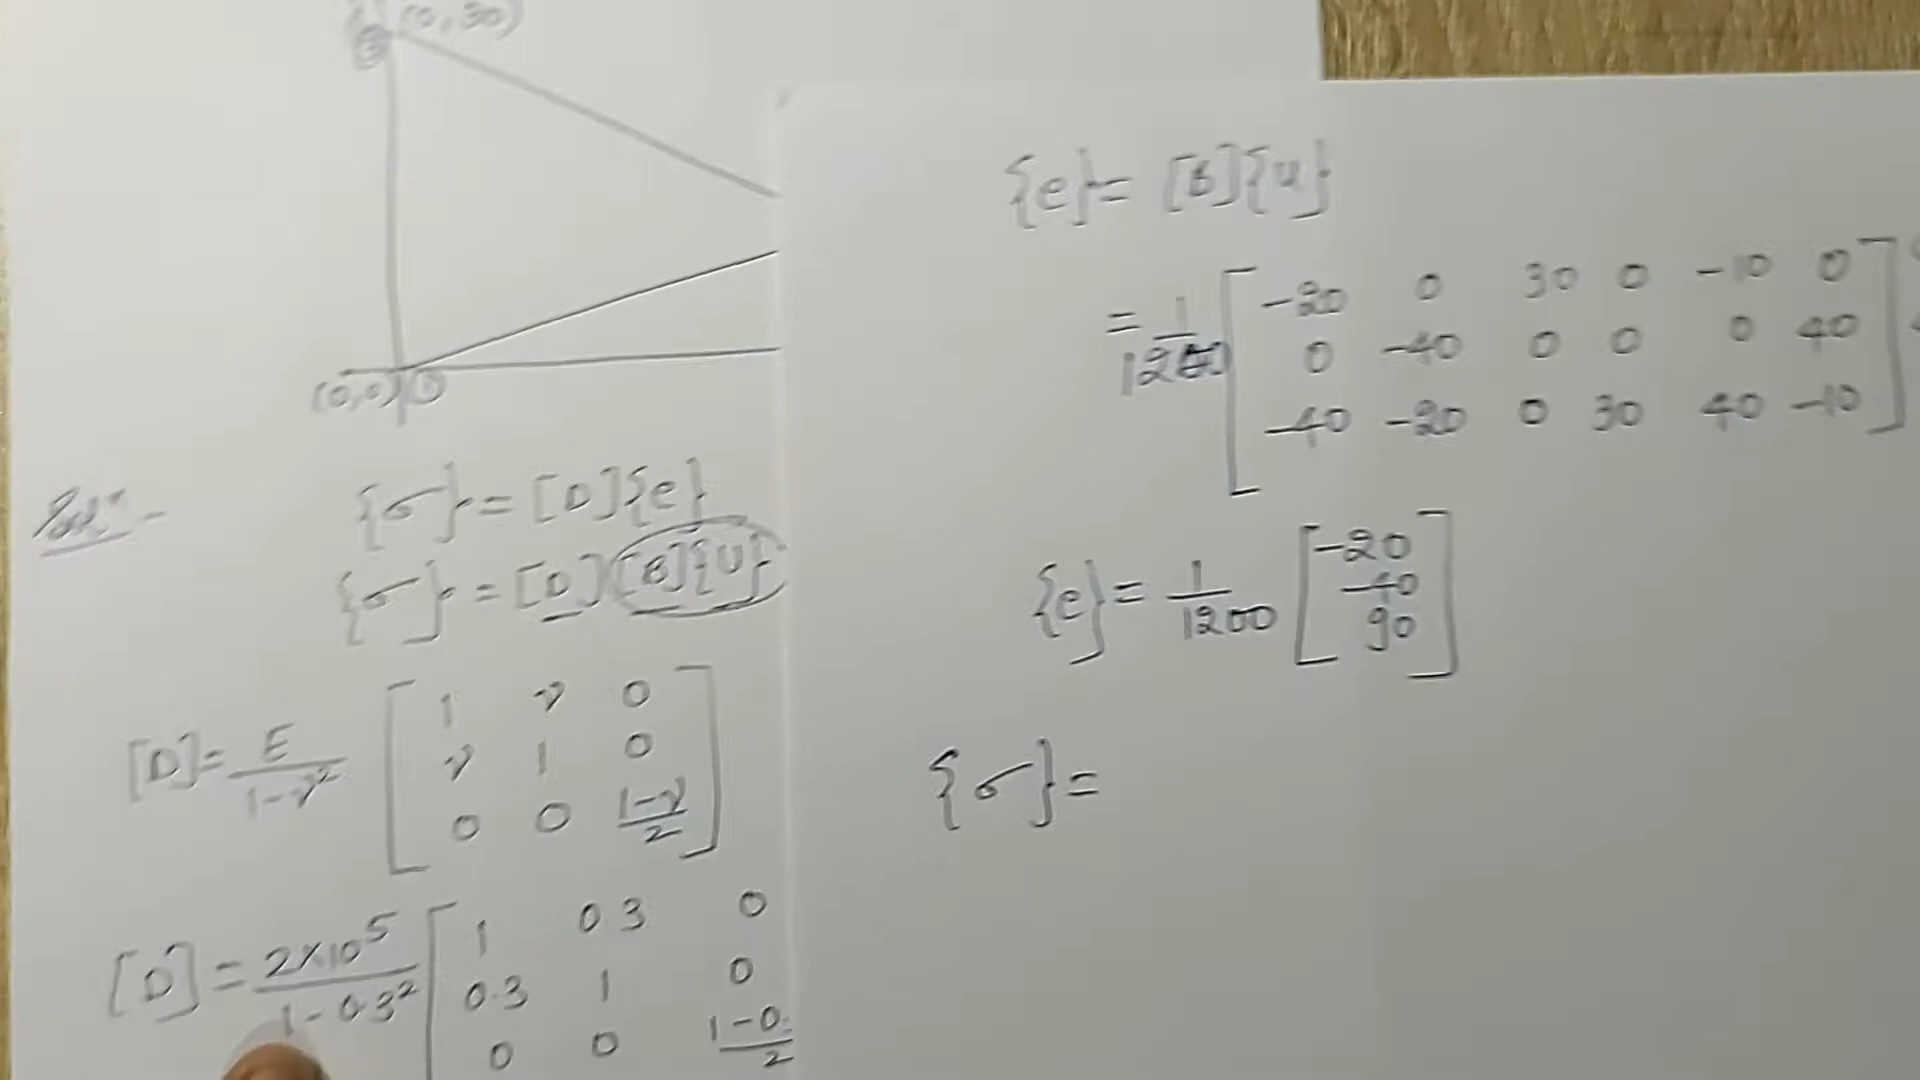 (0, 30)
3
(0,0) 1
Sol^n -
{σ} = [D]{e}
{σ} = [D][B]{U}
[D] = E / 1-ν² [ 1 ν 0
ν 1 0
0 0 1-ν / 2 ]
[D] = 2×10⁵ / 1-0.3² [ 1 0.3 0
0.3 1 0
0 0 1-0. / 2
{e} = [B]{u}
= 1 / 1200 [ -20 0 30 0 -10 0
0 -40 0 0 0 40
-40 -20 0 30 40 -10 ]
{e} = 1 / 1200 [ -20
-40
90 ]
{σ} =